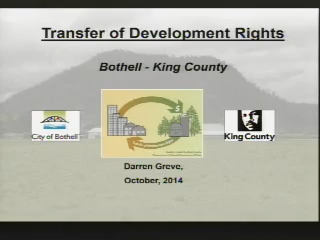 Transfer of Development Rights
Bothell - King County
$
City of Bothell
King County
Darren Greve,
October, 2014